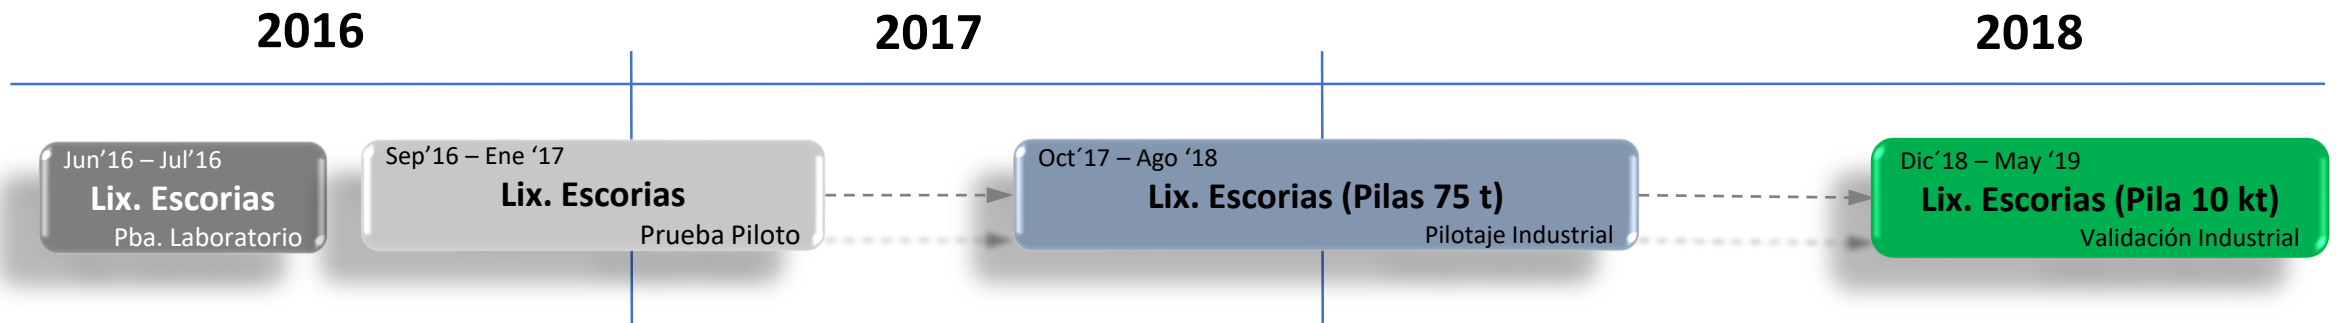 2016
2017
2018
Jun’16 – Jul’16
Lix. Escorias
Pba. Laboratorio
Sep’16 – Ene ‘17
Lix. Escorias
Prueba Piloto
Oct´17 – Ago ‘18
Lix. Escorias (Pilas 75 t)
Pilotaje Industrial
Dic´18 – May ‘19
Lix. Escorias (Pila 10 kt)
Validación Industrial